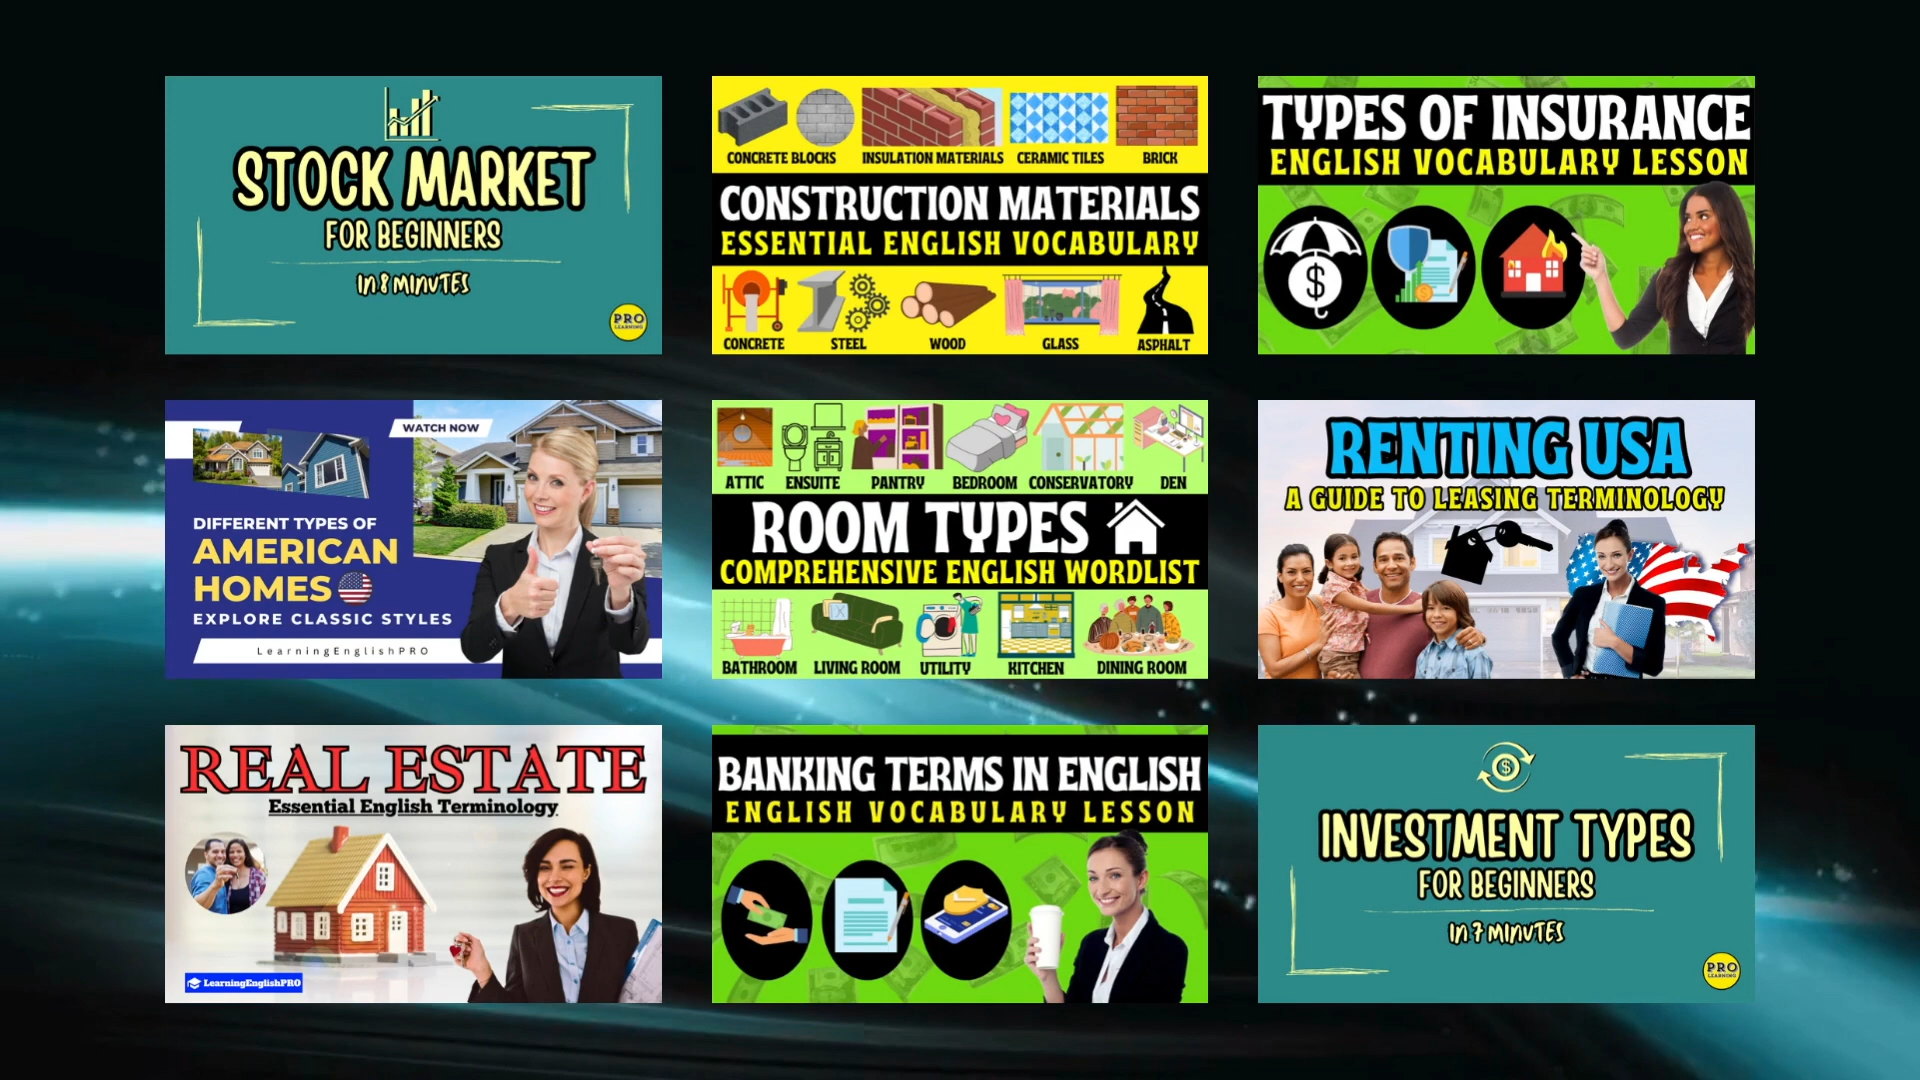 STOCK MARKET
FOR BEGINNERS
IN 8 MINUTES
PRO
LEARNING
CONCRETE BLOCKS INSULATION MATERIALS CERAMIC TILES BRICK
CONSTRUCTION MATERIALS
ESSENTIAL ENGLISH VOCABULARY
CONCRETE STEEL WOOD GLASS ASPHALT
TYPES OF INSURANCE
ENGLISH VOCABULARY LESSON
$
WATCH NOW
DIFFERENT TYPES OF
AMERICAN
HOMES
EXPLORE CLASSIC STYLES
LearningEnglishPRO
ATTIC ENSUITE PANTRY BEDROOM CONSERVATORY DEN
ROOM TYPES
COMPREHENSIVE ENGLISH WORDLIST
BATHROOM LIVING ROOM UTILITY KITCHEN DINING ROOM
RENTING USA
A GUIDE TO LEASING TERMINOLOGY
REAL ESTATE
Essential English Terminology
LearningEnglishPRO
BANKING TERMS IN ENGLISH
ENGLISH VOCABULARY LESSON
$
INVESTMENT TYPES
FOR BEGINNERS
IN 7 MINUTES
PRO
LEARNING